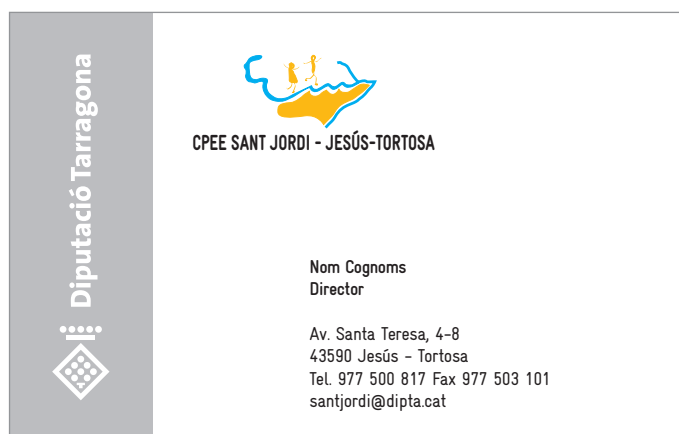 Diputació Tarragona
CPEE SANT JORDI - JESÚS-TORTOSA
Nom Cognoms
Director
Av. Santa Teresa, 4-8
43590 Jesús - Tortosa
Tel. 977 500 817 Fax 977 503 101
santjordi@dipta.cat